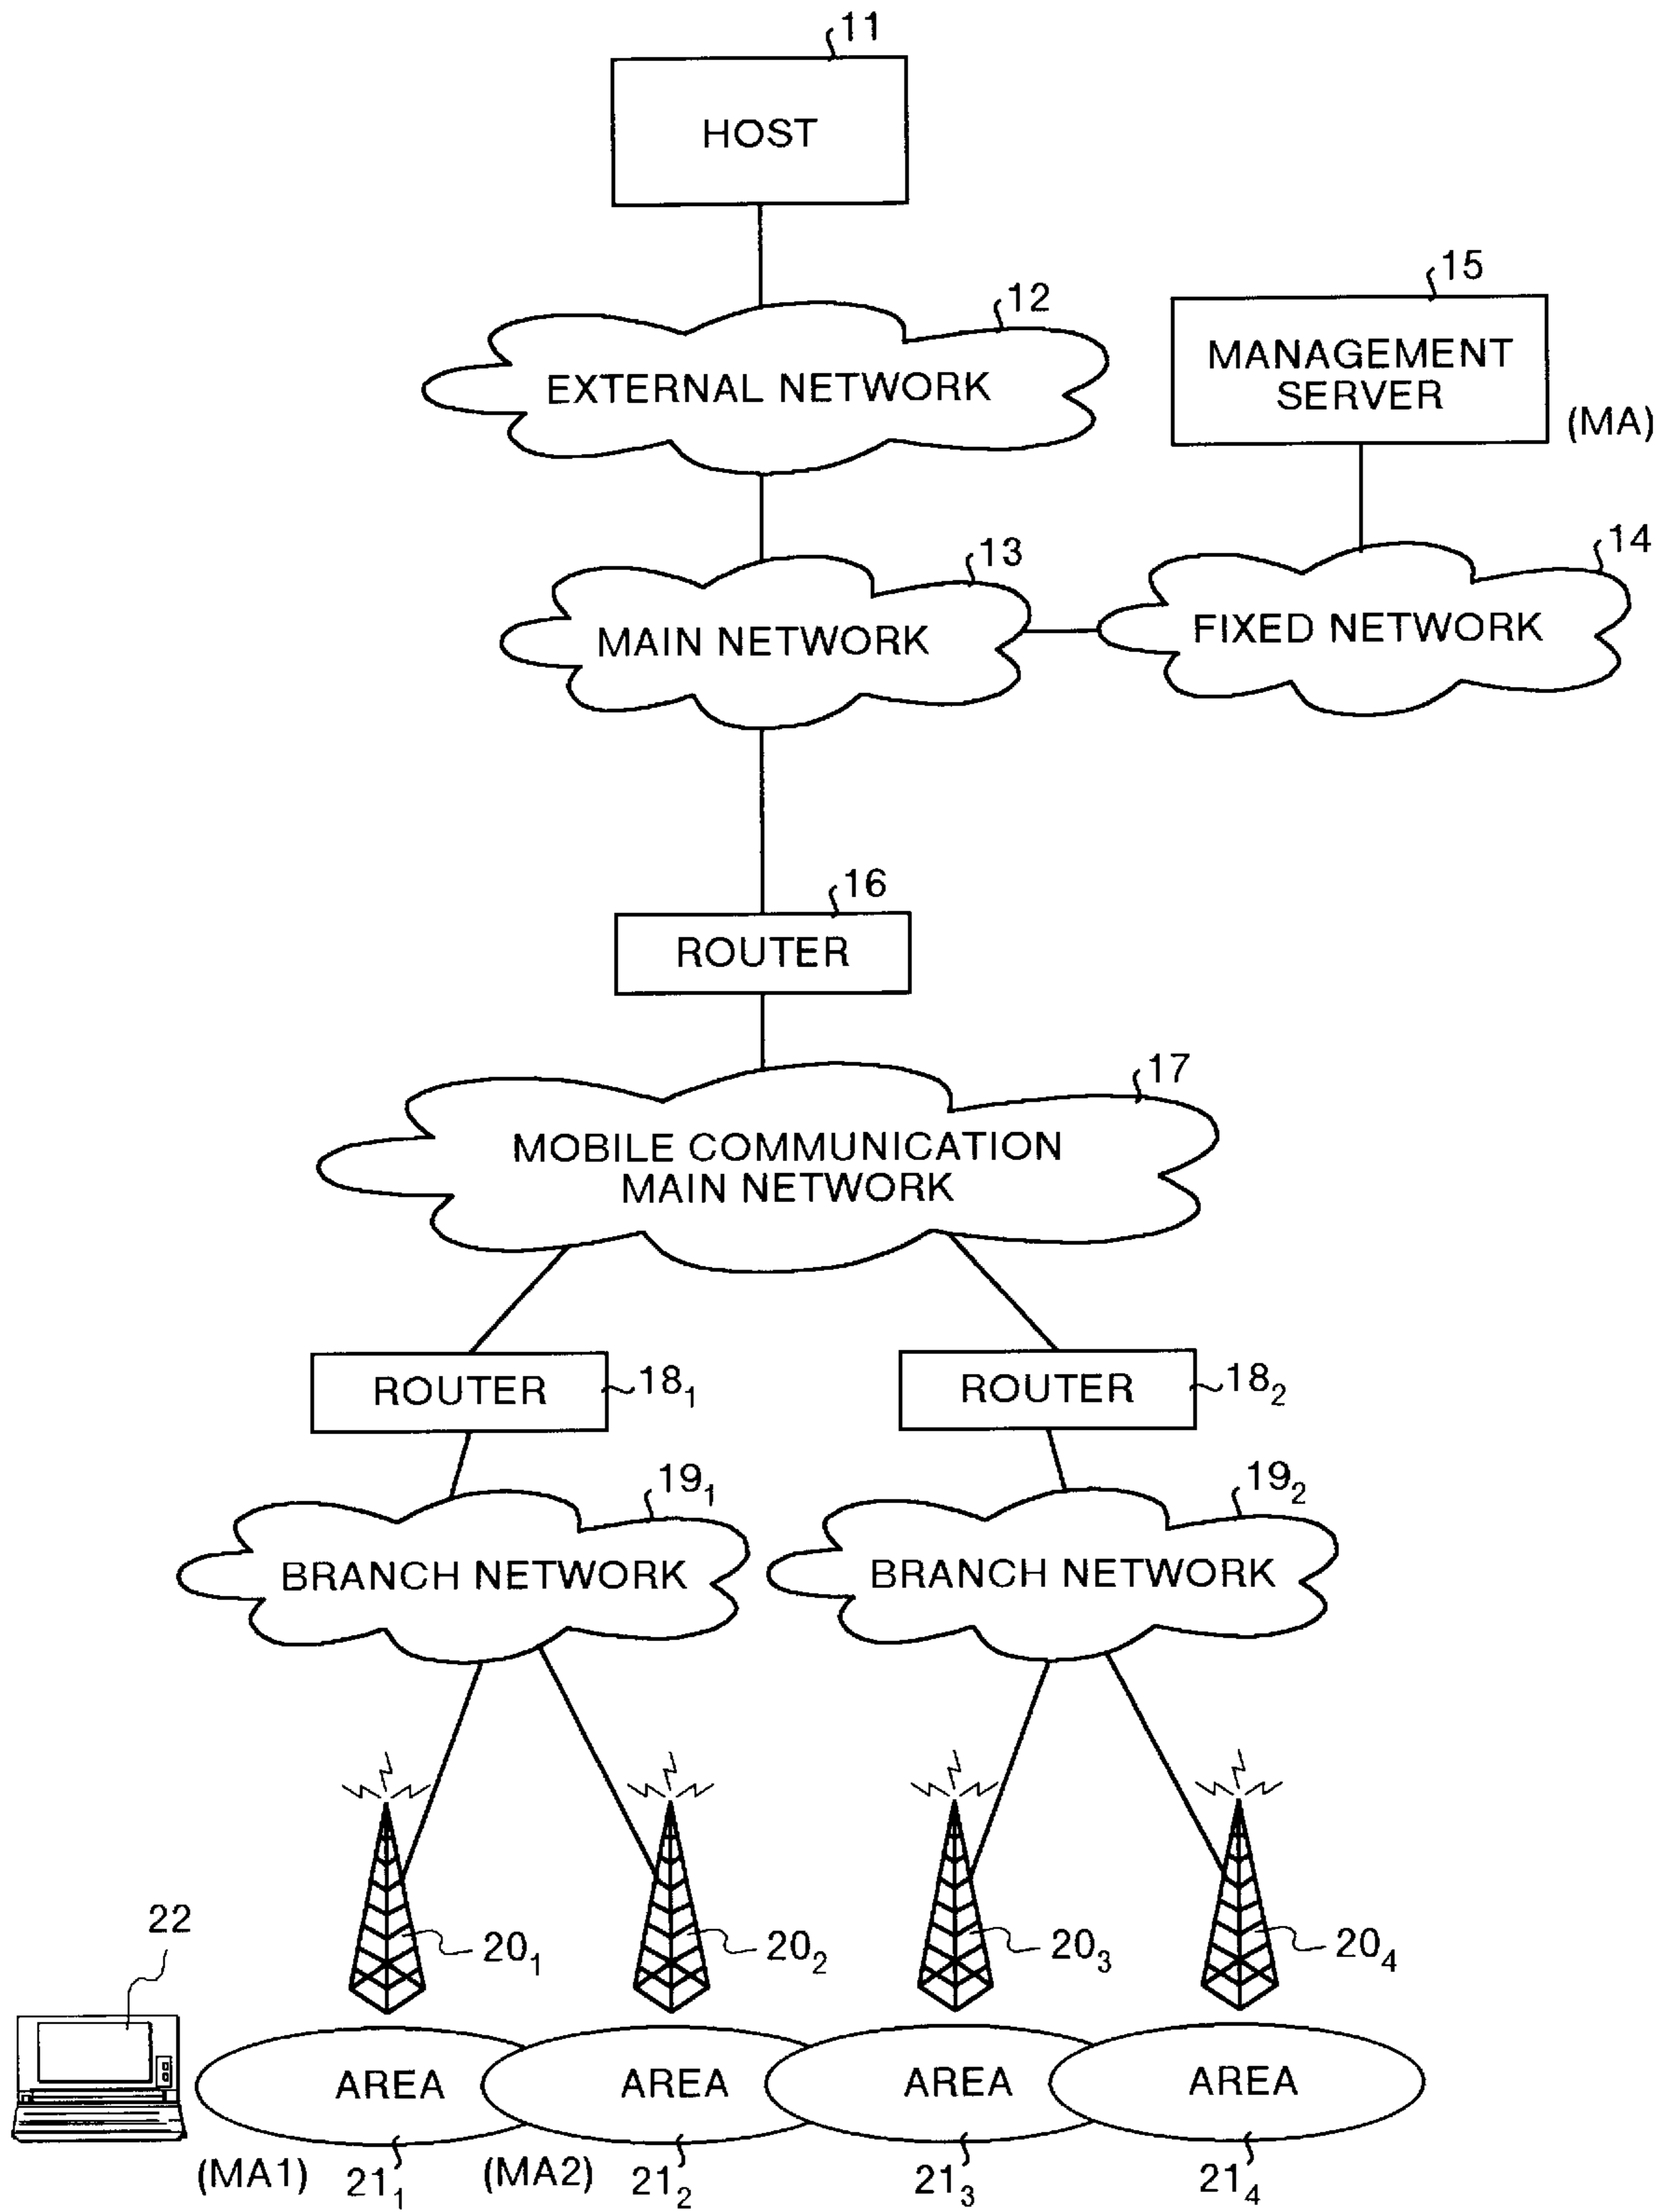 11
HOST
12
EXTERNAL NETWORK
15
MANAGEMENT
SERVER
(MA)
13
MAIN NETWORK
14
FIXED NETWORK
16
ROUTER
17
MOBILE COMMUNICATION
MAIN NETWORK
ROUTER
18₁
ROUTER
18₂
19₁
BRANCH NETWORK
19₂
BRANCH NETWORK
22
20₁
20₂
20₃
20₄
AREA
AREA
AREA
AREA
(MA1)
21₁
(MA2)
21₂
21₃
21₄